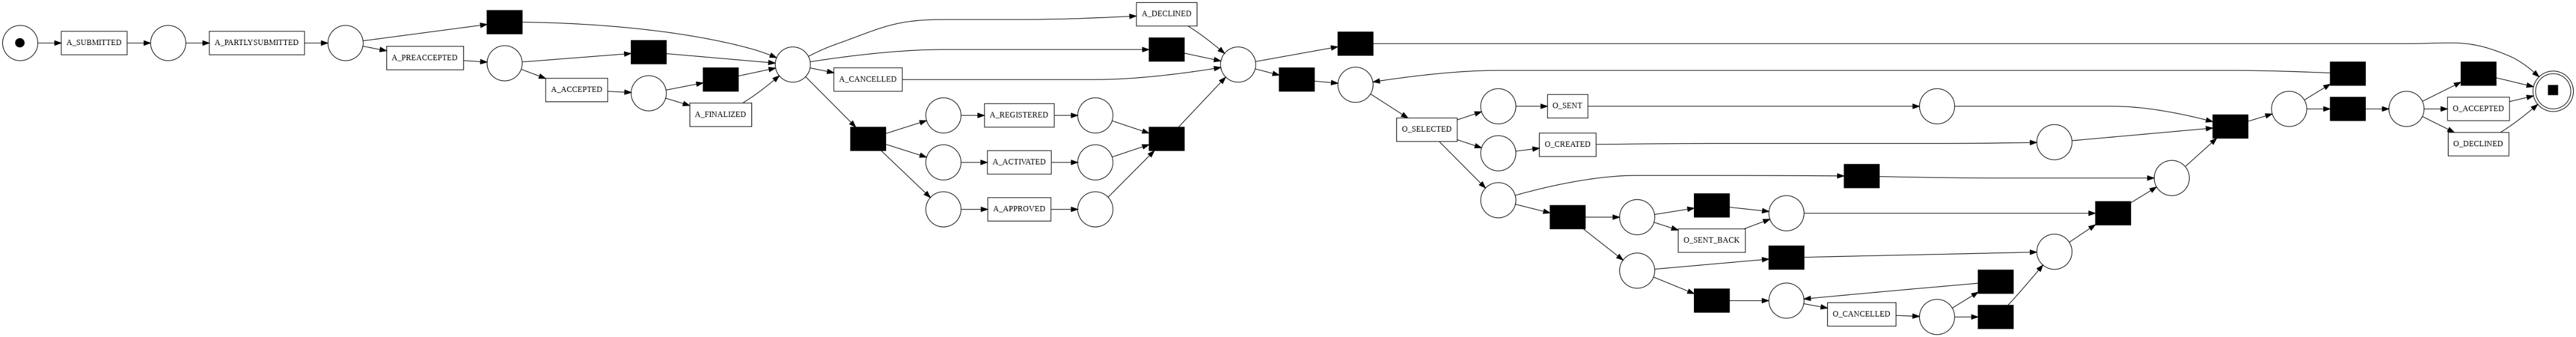 A_SUBMITTED
A_PARTLYSUBMITTED
A_PREACCEPTED
A_ACCEPTED
A_FINALIZED
A_DECLINED
A_CANCELLED
A_REGISTERED
A_ACTIVATED
A_APPROVED
O_SELECTED
O_SENT
O_CREATED
O_SENT_BACK
O_CANCELLED
O_ACCEPTED
O_DECLINED